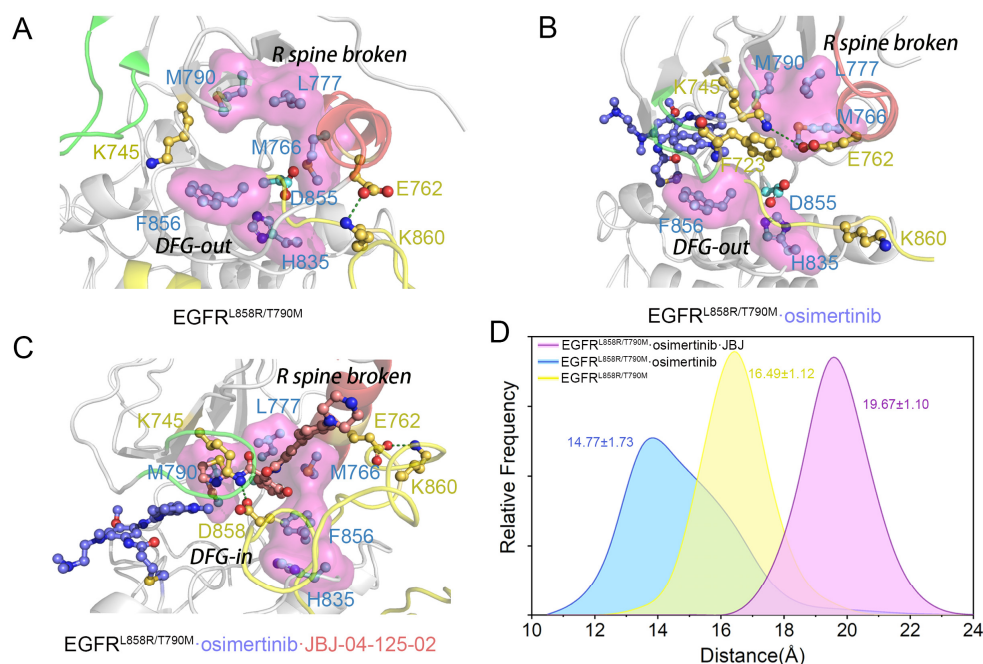 A
R spine broken
M790
L777
K745
M766
E762
D855
F856
K860
DFG-out
H835
EGFR^L858R/T790M
B
R spine broken
M790
L777
K745
M766
F723
E762
D855
F856
K860
DFG-out
H835
EGFR^L858R/T790M·osimertinib
C
R spine broken
L777
K745
E762
M790
M766
K860
D858
F856
DFG-in
H835
EGFR^L858R/T790M·osimertinib·JBJ-04-125-02
D
EGFR^L858R/T790M·osimertinib·JBJ
EGFR^L858R/T790M·osimertinib
EGFR^L858R/T790M
16.49±1.12
19.67±1.10
14.77±1.73
Relative Frequency
10 12 14 16 18 20 22 24
Distance(Å)